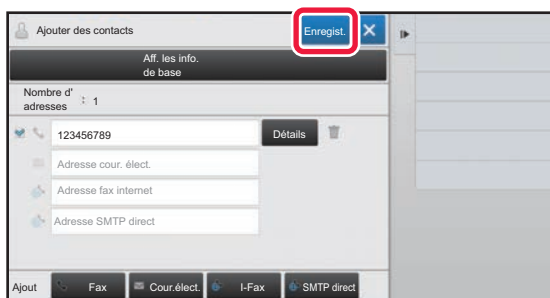 Ajouter des contacts
Enregist.
Aff. les info.
de base
Nombre d'
adresses : 1
123456789
Détails
Adresse cour. élect.
Adresse fax internet
Adresse SMTP direct
Ajout
Fax
Cour.élect.
I-Fax
SMTP direct